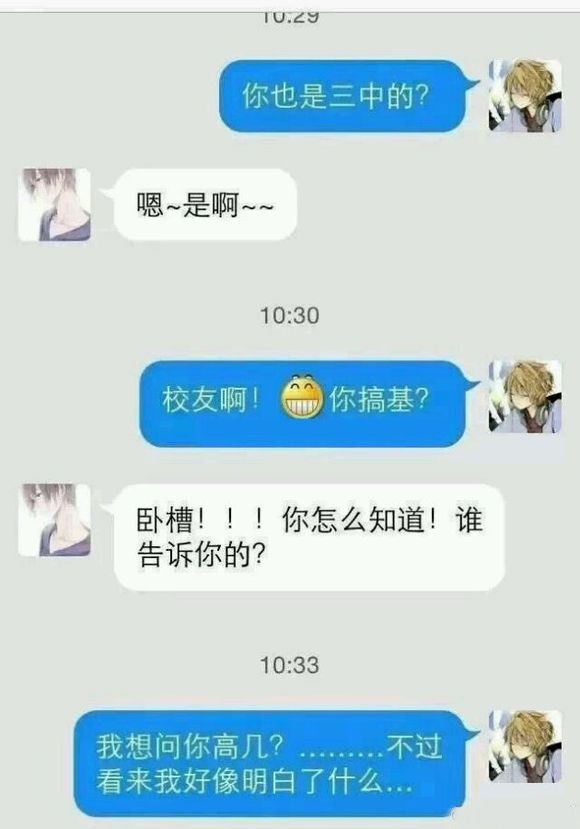 10:29
你也是三中的？
嗯~是啊~~
10:30
校友啊！你搞基？
卧槽！！！你怎么知道！谁
告诉你的？
10:33
我想问你高几？………不过
看来我好像明白了什么…